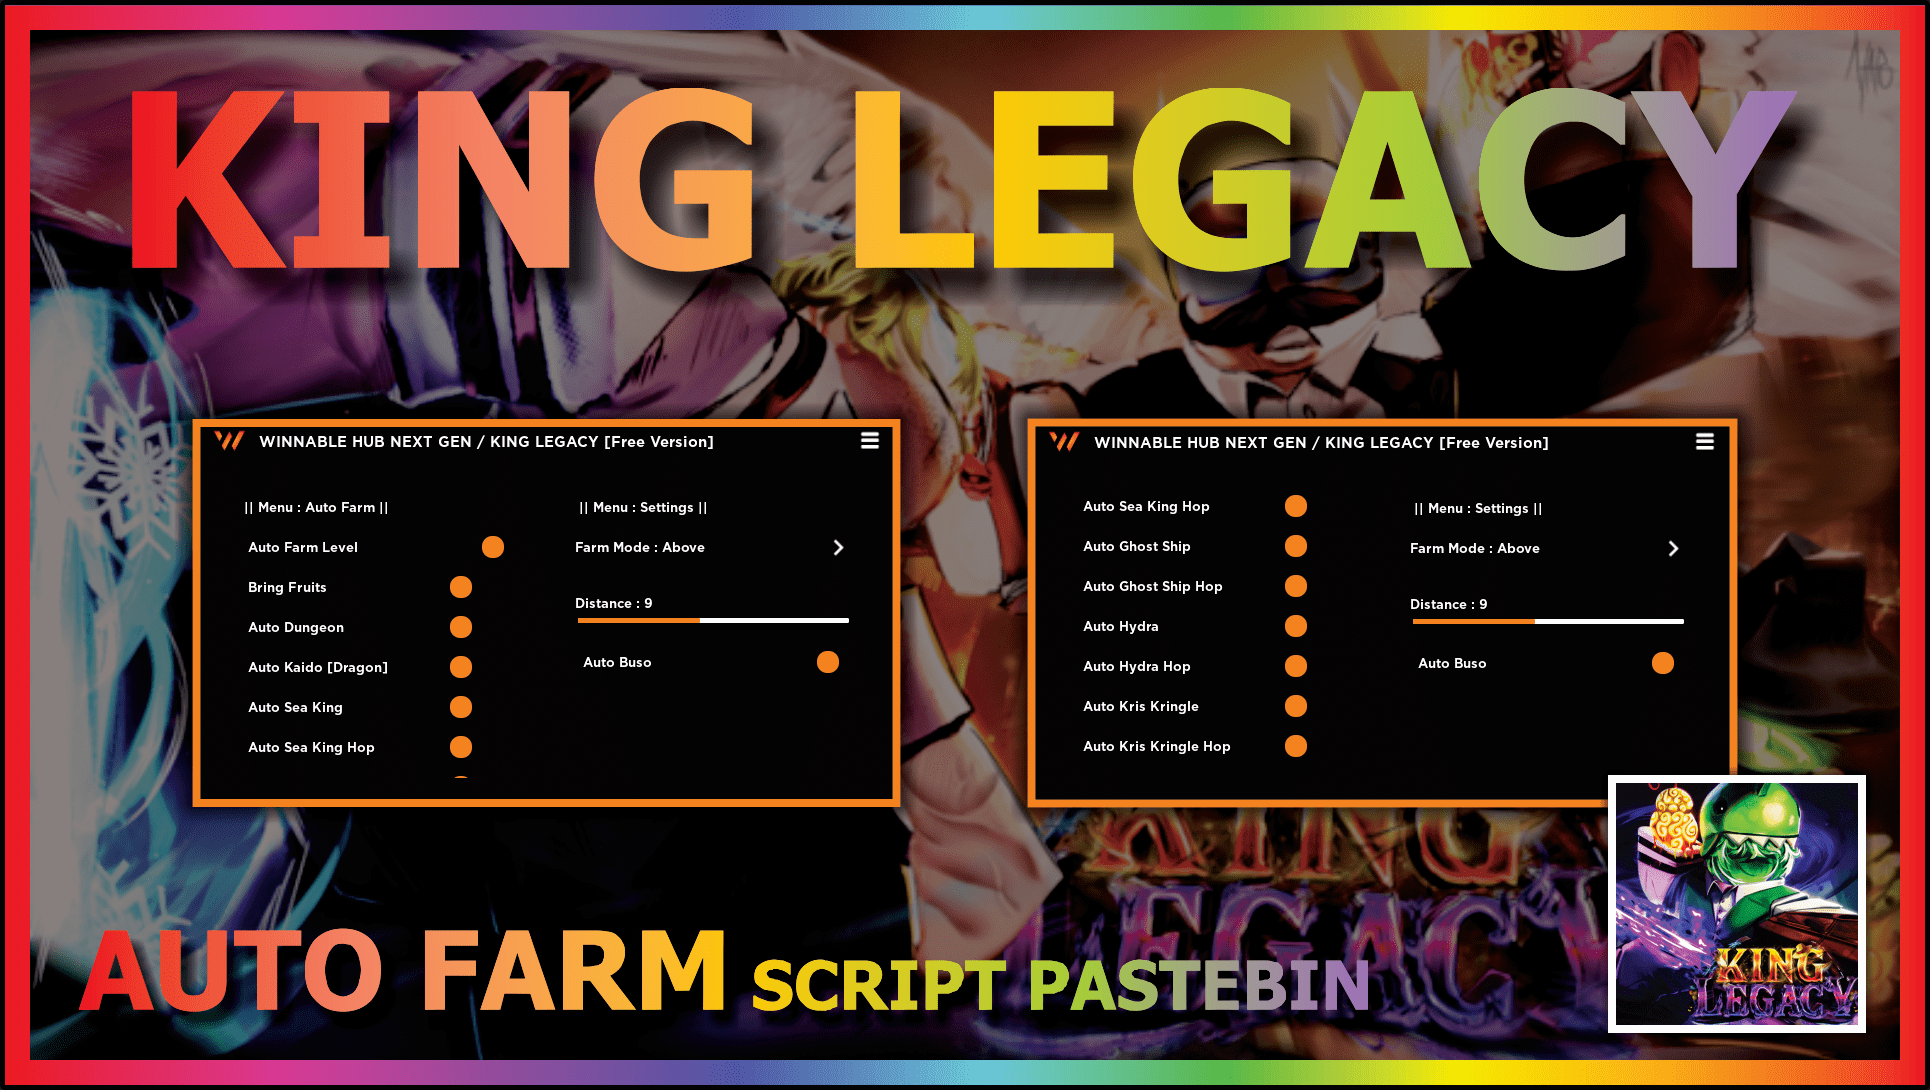 KING LEGACY
WINNABLE HUB NEXT GEN / KING LEGACY [Free Version]
|| Menu : Auto Farm ||
Auto Farm Level
Bring Fruits
Auto Dungeon
Auto Kaido [Dragon]
Auto Sea King
Auto Sea King Hop
|| Menu : Settings ||
Farm Mode : Above
Distance : 9
Auto Buso
WINNABLE HUB NEXT GEN / KING LEGACY [Free Version]
Auto Sea King Hop
Auto Ghost Ship
Auto Ghost Ship Hop
Auto Hydra
Auto Hydra Hop
Auto Kris Kringle
Auto Kris Kringle Hop
|| Menu : Settings ||
Farm Mode : Above
Distance : 9
Auto Buso
KING
LEGACY
AUTO FARM SCRIPT PASTEBIN
KING
LEGACY